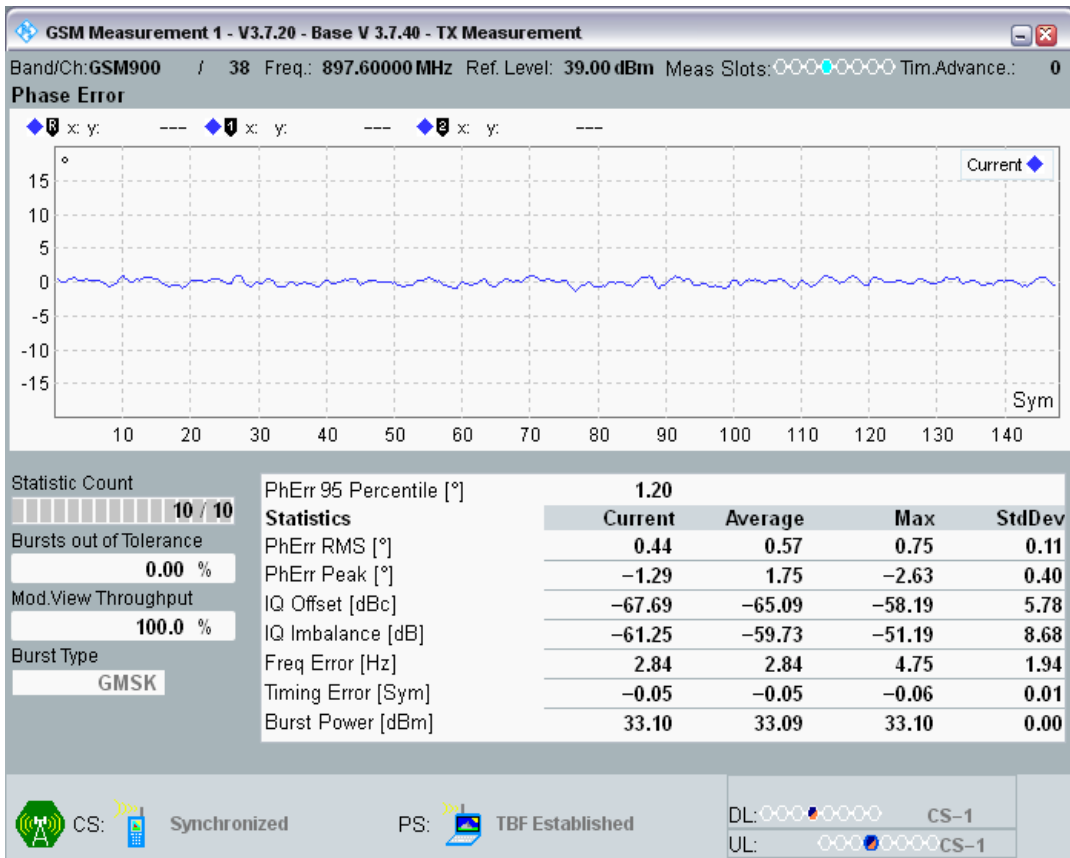 GSM Measurement 1 - V3.7.20 - Base V 3.7.40 - TX Measurement
Band/Ch:GSM900 / 38 Freq.: 897.60000 MHz Ref. Level: 39.00 dBm Meas Slots: Tim.Advance.: 0
Phase Error
R x: y: --- 1 x: y: --- 2 x: y: ---
° Current
15
10
5
0
-5
-10
-15
Sym
10 20 30 40 50 60 70 80 90 100 110 120 130 140
Statistic Count
10 / 10
Bursts out of Tolerance
0.00 %
Mod.View Throughput
100.0 %
Burst Type
GMSK
PhErr 95 Percentile [°] 1.20
Statistics Current Average Max StdDev
PhErr RMS [°] 0.44 0.57 0.75 0.11
PhErr Peak [°] −1.29 1.75 −2.63 0.40
IQ Offset [dBc] −67.69 −65.09 −58.19 5.78
IQ Imbalance [dB] −61.25 −59.73 −51.19 8.68
Freq Error [Hz] 2.84 2.84 4.75 1.94
Timing Error [Sym] −0.05 −0.05 −0.06 0.01
Burst Power [dBm] 33.10 33.09 33.10 0.00
CS: Synchronized PS: TBF Established
DL: CS−1
UL: CS−1